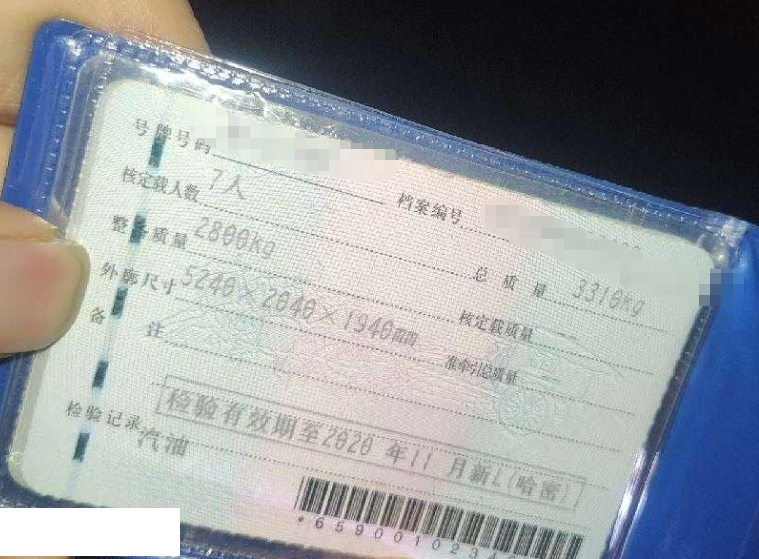 号牌号码
档案编号
核定载人数 7人
总 质 量 3310kg
整备质量 2800kg
核定载质量 --
外廓尺寸 5240×2040×1940mm
准牵引总质量
备 注
检验有效期至2020 年11 月新L(哈密)
检验记录 汽油
*659001023